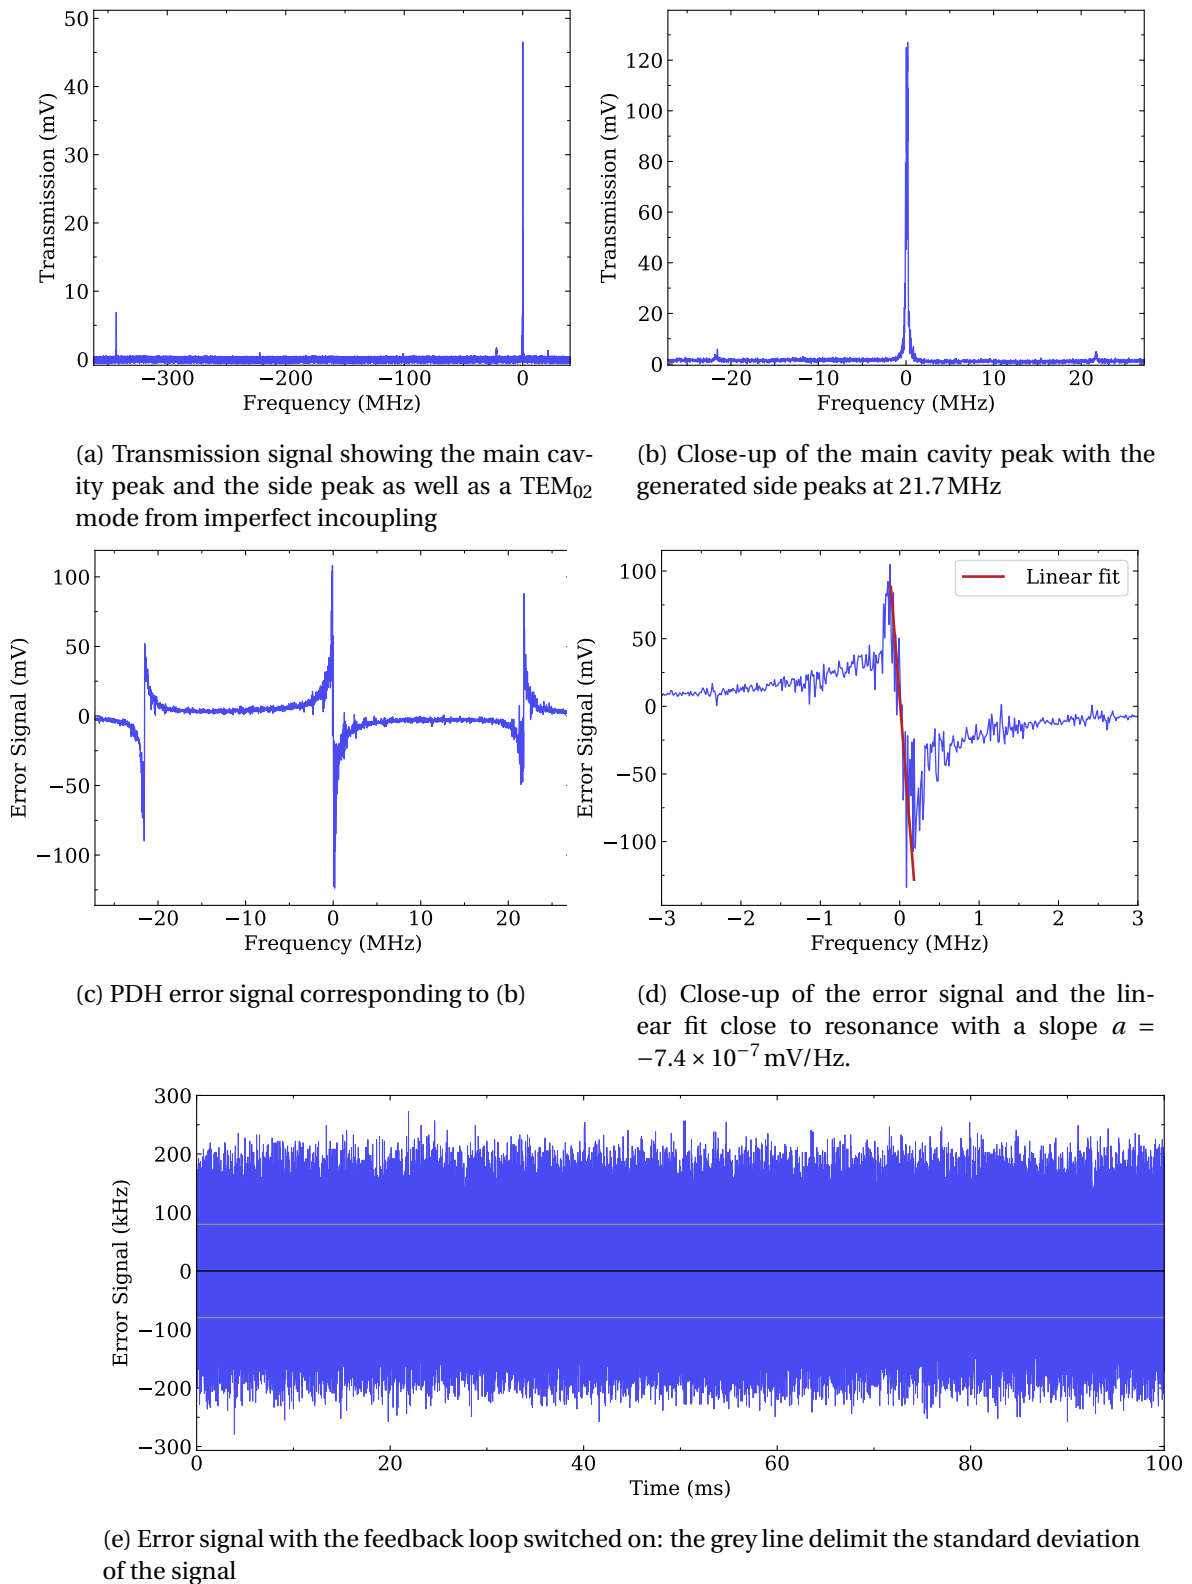 50
40
30
20
10
0
Transmission (mV)
−300
−200
−100
0
Frequency (MHz)
120
100
80
60
40
20
0
Transmission (mV)
−20
−10
0
10
20
Frequency (MHz)
(a) Transmission signal showing the main cav-
ity peak and the side peak as well as a TEM₀₂
mode from imperfect incoupling
(b) Close-up of the main cavity peak with the
generated side peaks at 21.7 MHz
100
50
0
−50
−100
Error Signal (mV)
−20
−10
0
10
20
Frequency (MHz)
100
50
0
−50
−100
Error Signal (mV)
Linear fit
−3
−2
−1
0
1
2
3
Frequency (MHz)
(c) PDH error signal corresponding to (b)
(d) Close-up of the error signal and the lin-
ear fit close to resonance with a slope a =
−7.4 × 10⁻⁷ mV/Hz.
300
200
100
0
−100
−200
−300
Error Signal (kHz)
0
20
40
60
80
100
Time (ms)
(e) Error signal with the feedback loop switched on: the grey line delimit the standard deviation
of the signal